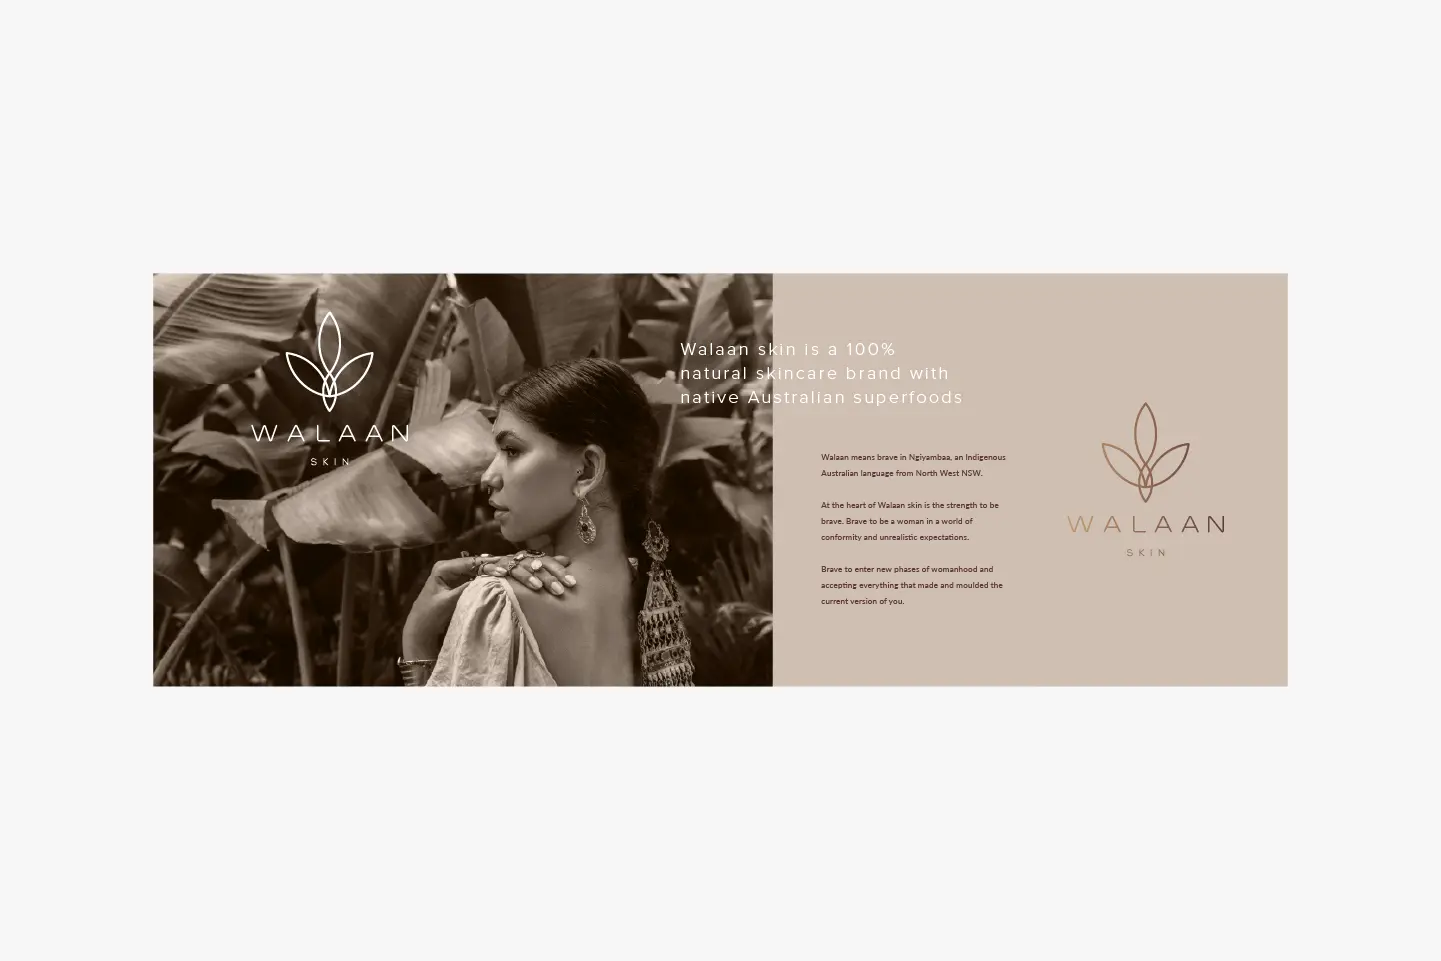 WALAAN
SKIN
Walaan skin is a 100%
natural skincare brand with
native Australian superfoods
Walaan means brave in Ngiyambaa, an Indigenous
Australian language from North West NSW.
At the heart of Walaan skin is the strength to be
brave. Brave to be a woman in a world of
conformity and unrealistic expectations.
Brave to enter new phases of womanhood and
accepting everything that made and moulded the
current version of you.
WALAAN
SKIN